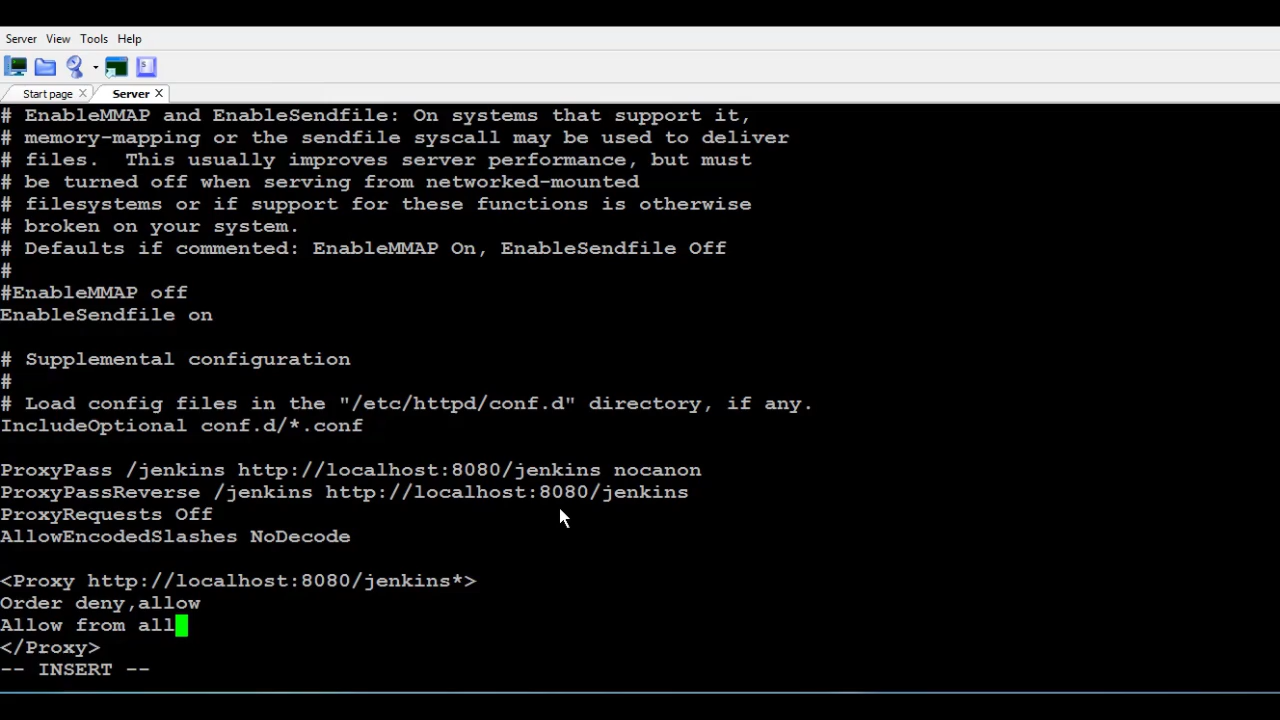 Server View Tools Help
Start page X Server X
# EnableMMAP and EnableSendfile: On systems that support it,
# memory-mapping or the sendfile syscall may be used to deliver
# files.  This usually improves server performance, but must
# be turned off when serving from networked-mounted
# filesystems or if support for these functions is otherwise
# broken on your system.
# Defaults if commented: EnableMMAP On, EnableSendfile Off
#
#EnableMMAP off
EnableSendfile on
# Supplemental configuration
#
# Load config files in the "/etc/httpd/conf.d" directory, if any.
IncludeOptional conf.d/*.conf
ProxyPass /jenkins http://localhost:8080/jenkins nocanon
ProxyPassReverse /jenkins http://localhost:8080/jenkins
ProxyRequests Off
AllowEncodedSlashes NoDecode
<Proxy http://localhost:8080/jenkins*>
Order deny,allow
Allow from all
</Proxy>
-- INSERT --